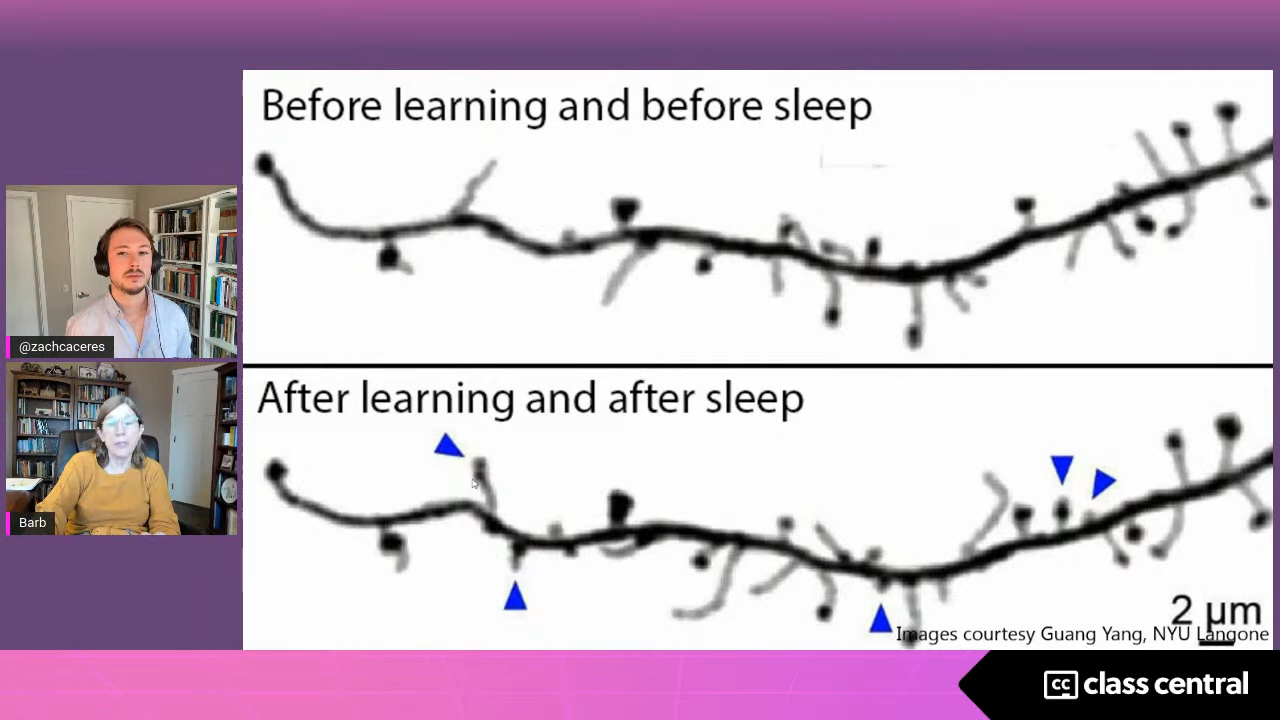 Before learning and before sleep
@zachcaceres
After learning and after sleep
Barb
2 µm
Images courtesy Guang Yang, NYU Langone
cc class central